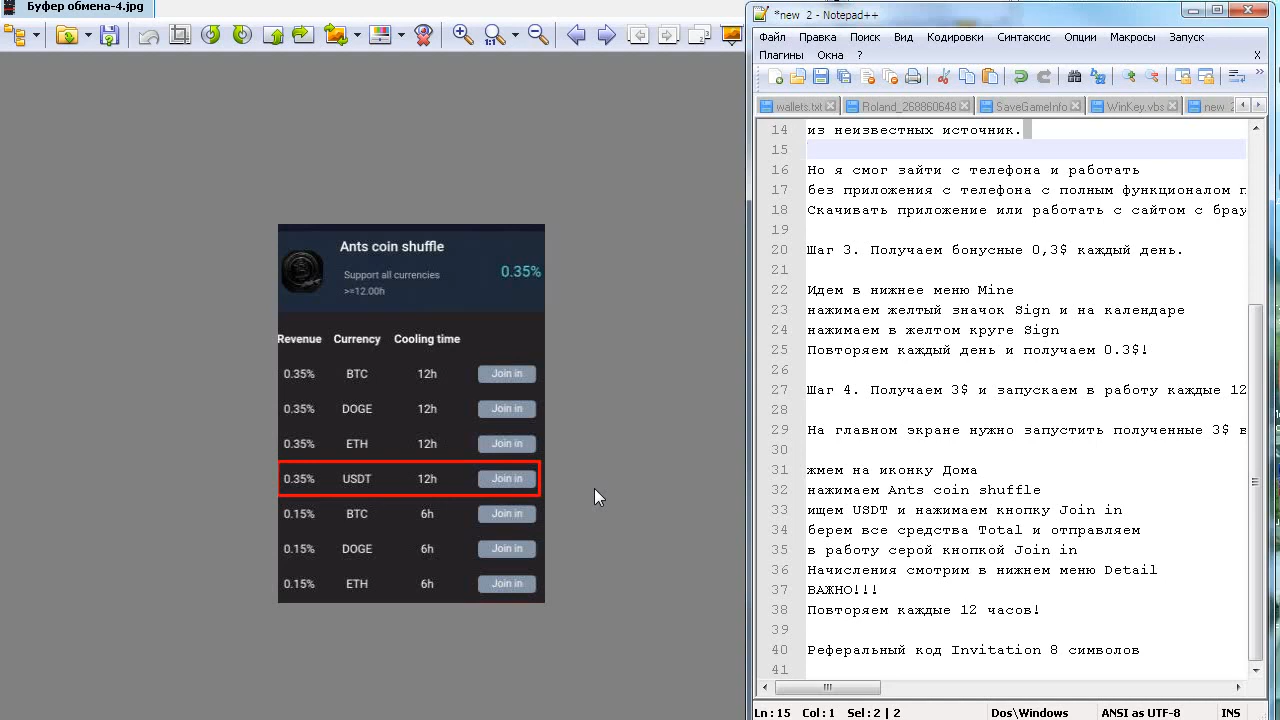 Буфер обмена-4.jpg
*new 2 - Notepad++
Файл Правка Поиск Вид Кодировки Синтаксис Опции Макросы Запуск
Плагины Окна ? X
wallets.txt Roland_268860648 SaveGameInfo WinKey.vbs new_
14 из неизвестных источник.
15
16 Но я смог зайти с телефона и работать
17 без приложения с телефона с полным функционалом п
18 Скачивать приложение или работать с сайтом с брау
19
20 Шаг 3. Получаем бонусные 0,3$ каждый день.
21
22 Идем в нижнее меню Mine
23 нажимаем желтый значок Sign и на календаре
24 нажимаем в желтом круге Sign
25 Повторяем каждый день и получаем 0.3$!
26
27 Шаг 4. Получаем 3$ и запускаем в работу каждые 12
28
29 На главном экране нужно запустить полученные 3$ в
30
31 жмем на иконку Дома
32 нажимаем Ants coin shuffle
33 ищем USDT и нажимаем кнопку Join in
34 берем все средства Total и отправляем
35 в работу серой кнопкой Join in
36 Начисления смотрим в нижнем меню Detail
37 ВАЖНО!!!
38 Повторяем каждые 12 часов!
39
40 Реферальный код Invitation 8 символов
41
Ln:15 Col:1 Sel:2|2 Dos\Windows ANSI as UTF-8 INS
1:1
Ants coin shuffle
Support all currencies 0.35%
>=12.00h
Revenue Currency Cooling time
0.35% BTC 12h Join in
0.35% DOGE 12h Join in
0.35% ETH 12h Join in
0.35% USDT 12h Join in
0.15% BTC 6h Join in
0.15% DOGE 6h Join in
0.15% ETH 6h Join in